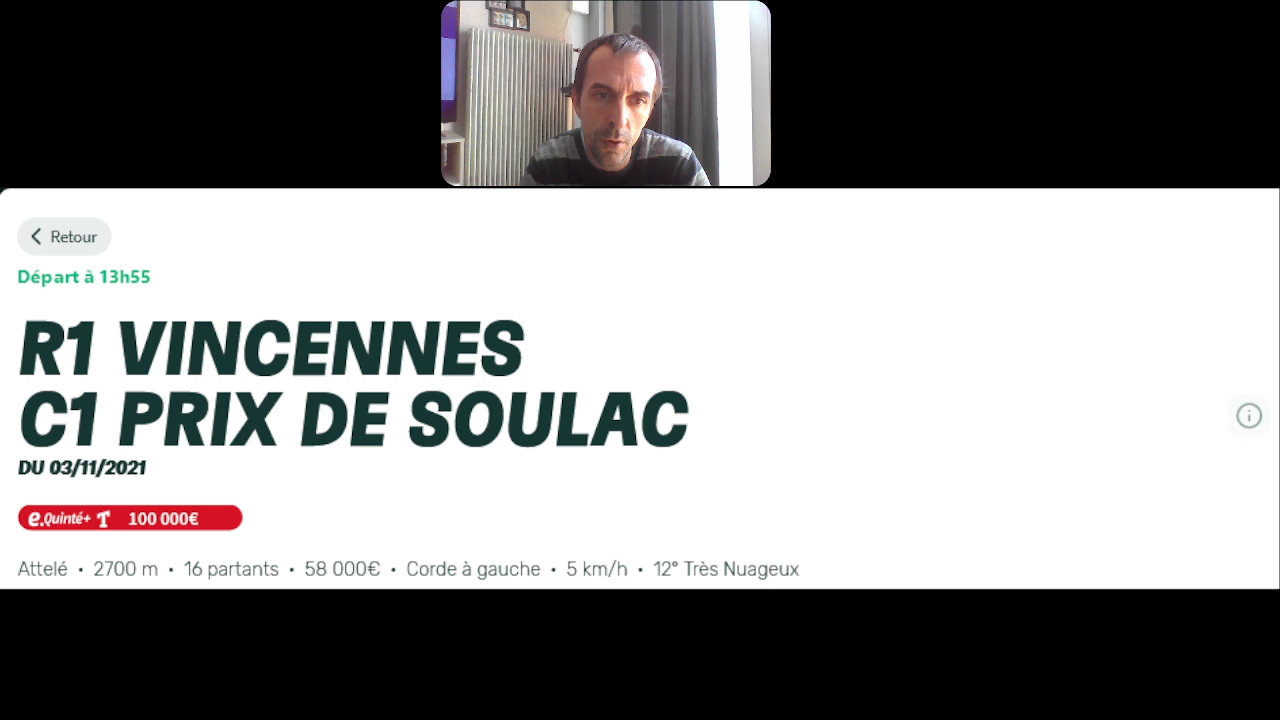 Retour
Départ à 13h55
R1 VINCENNES
C1 PRIX DE SOULAC
DU 03/11/2021
e.Quinté+ T 100 000€
Attelé • 2700 m • 16 partants • 58 000€ • Corde à gauche • 5 km/h • 12° Très Nuageux